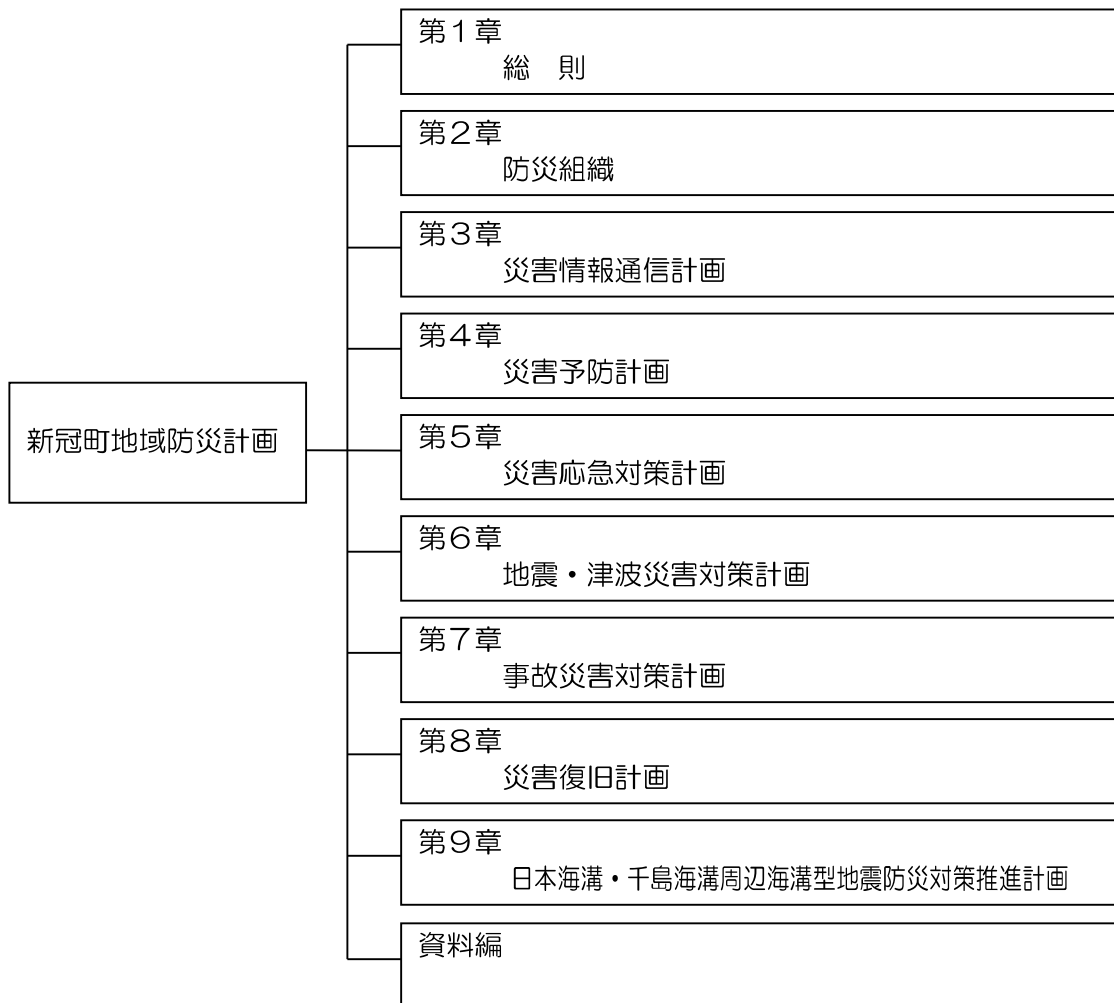 第１章
総　則
第２章
防災組織
第３章
災害情報通信計画
第４章
災害予防計画
新冠町地域防災計画
第５章
災害応急対策計画
第６章
地震・津波災害対策計画
第７章
事故災害対策計画
第８章
災害復旧計画
第９章
日本海溝・千島海溝周辺海溝型地震防災対策推進計画
資料編